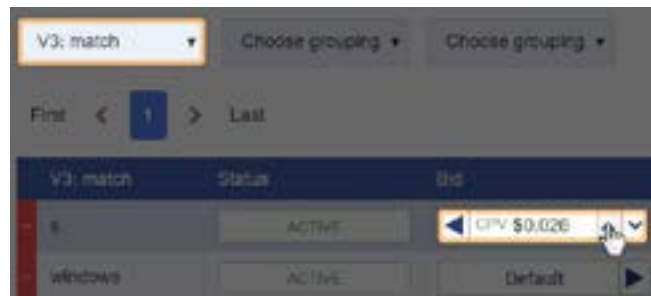 V3: match Choose grouping Choose grouping
First 1 Last
V3: match Status Bid
s ACTIVE CPV $0.026
windows ACTIVE Default